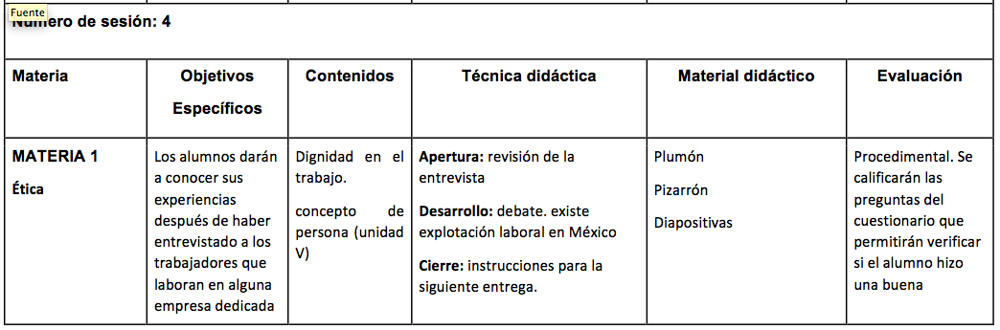 Fuente
Número de sesión: 4
Materia
Objetivos
Específicos
Contenidos
Técnica didáctica
Material didáctico
Evaluación
MATERIA 1
Ética
Los alumnos darán
a conocer sus
experiencias
después de haber
entrevistado a los
trabajadores que
laboran en alguna
empresa dedicada
Dignidad en el
trabajo.
concepto de
persona (unidad
V)
Apertura: revisión de la
entrevista
Desarrollo: debate. existe
explotación laboral en México
Cierre: instrucciones para la
siguiente entrega.
Plumón
Pizarrón
Diapositivas
Procedimental. Se
calificarán las
preguntas del
cuestionario que
permitirán verificar
si el alumno hizo
una buena